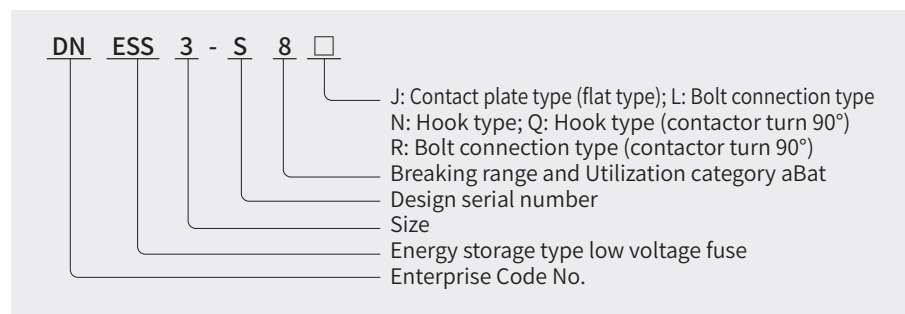 DN ESS 3 - S 8 □
J: Contact plate type (flat type); L: Bolt connection type
N: Hook type; Q: Hook type (contactor turn 90°)
R: Bolt connection type (contactor turn 90°)
Breaking range and Utilization category aBat
Design serial number
Size
Energy storage type low voltage fuse
Enterprise Code No.